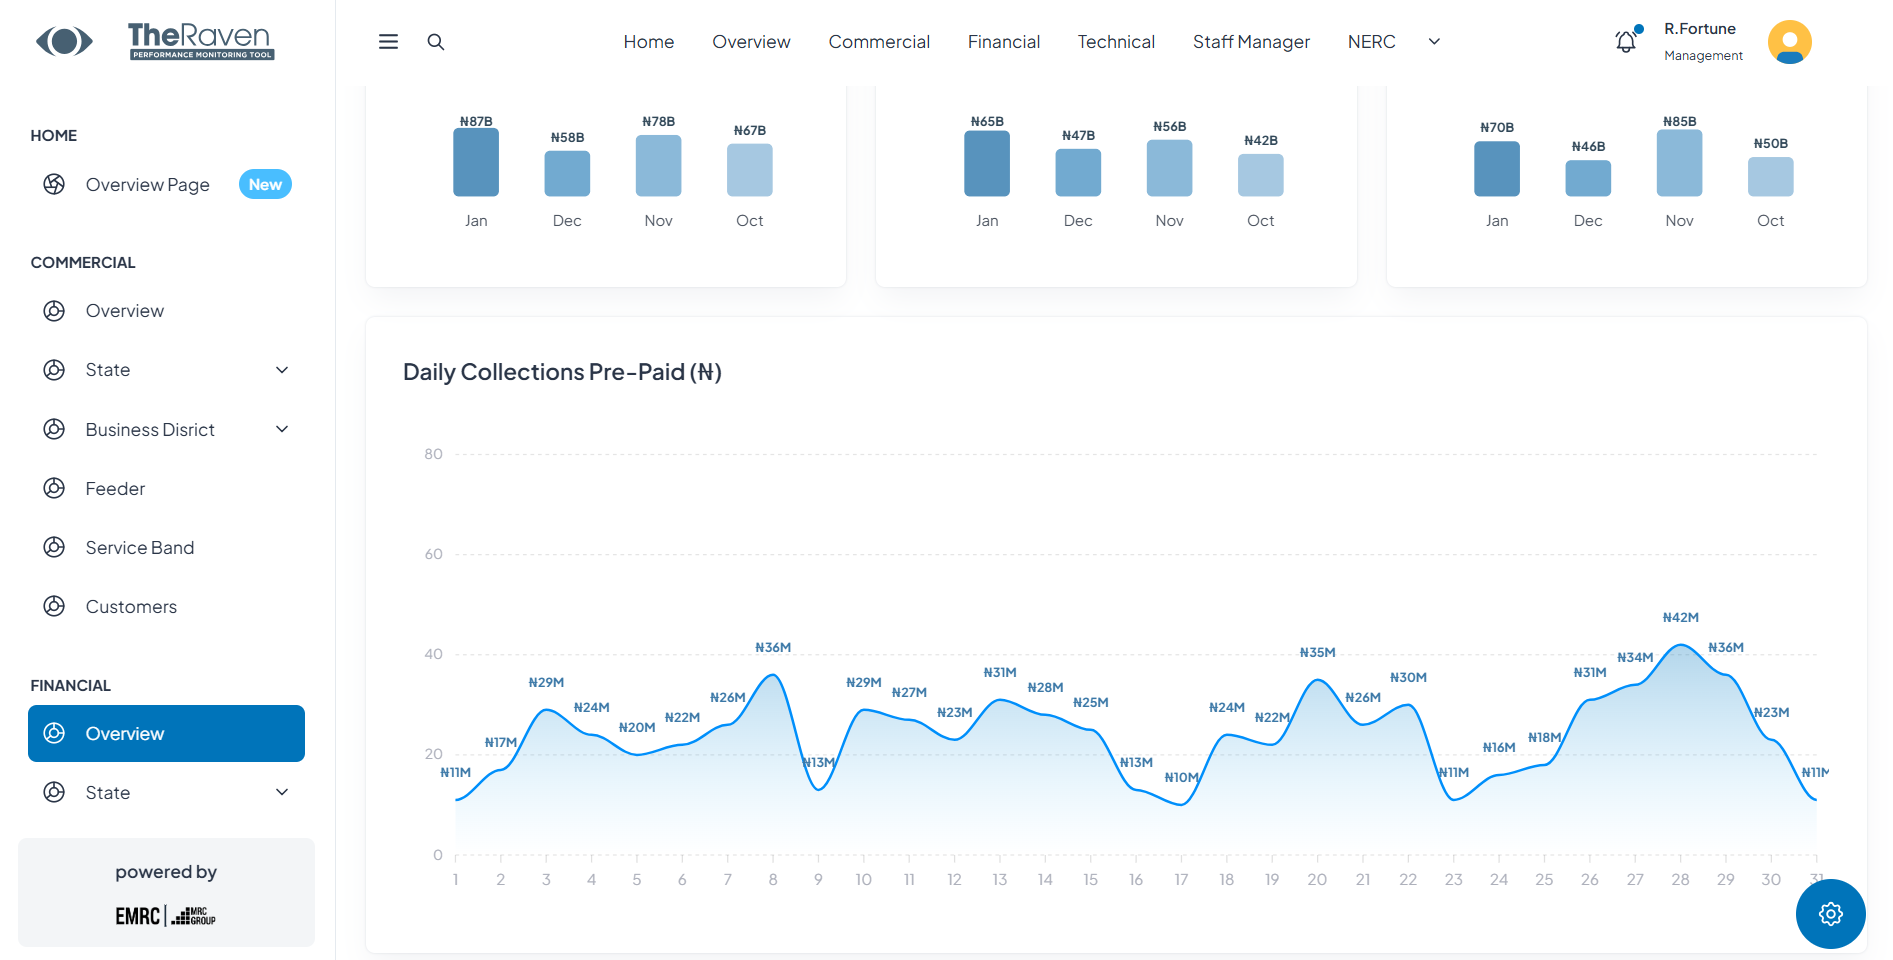 TheRaven
PERFORMANCE MONITORING TOOL
Home Overview Commercial Financial Technical Staff Manager NERC
R.Fortune
Management
HOME
Overview Page New
COMMERCIAL
Overview
State
Business Disrict
Feeder
Service Band
Customers
FINANCIAL
Overview
State
powered by
EMRC | MRC GROUP
₦87B ₦58B ₦78B ₦67B
Jan Dec Nov Oct
₦65B ₦47B ₦56B ₦42B
Jan Dec Nov Oct
₦70B ₦46B ₦85B ₦50B
Jan Dec Nov Oct
Daily Collections Pre-Paid (₦)
80
60
40
20
0
₦11M ₦17M ₦29M ₦24M ₦20M ₦22M ₦26M ₦36M ₦13M ₦29M ₦27M ₦23M ₦31M ₦28M ₦25M ₦13M ₦10M ₦24M ₦22M ₦35M ₦26M ₦30M ₦11M ₦16M ₦18M ₦31M ₦34M ₦42M ₦36M ₦23M ₦11M
1 2 3 4 5 6 7 8 9 10 11 12 13 14 15 16 17 18 19 20 21 22 23 24 25 26 27 28 29 30 31